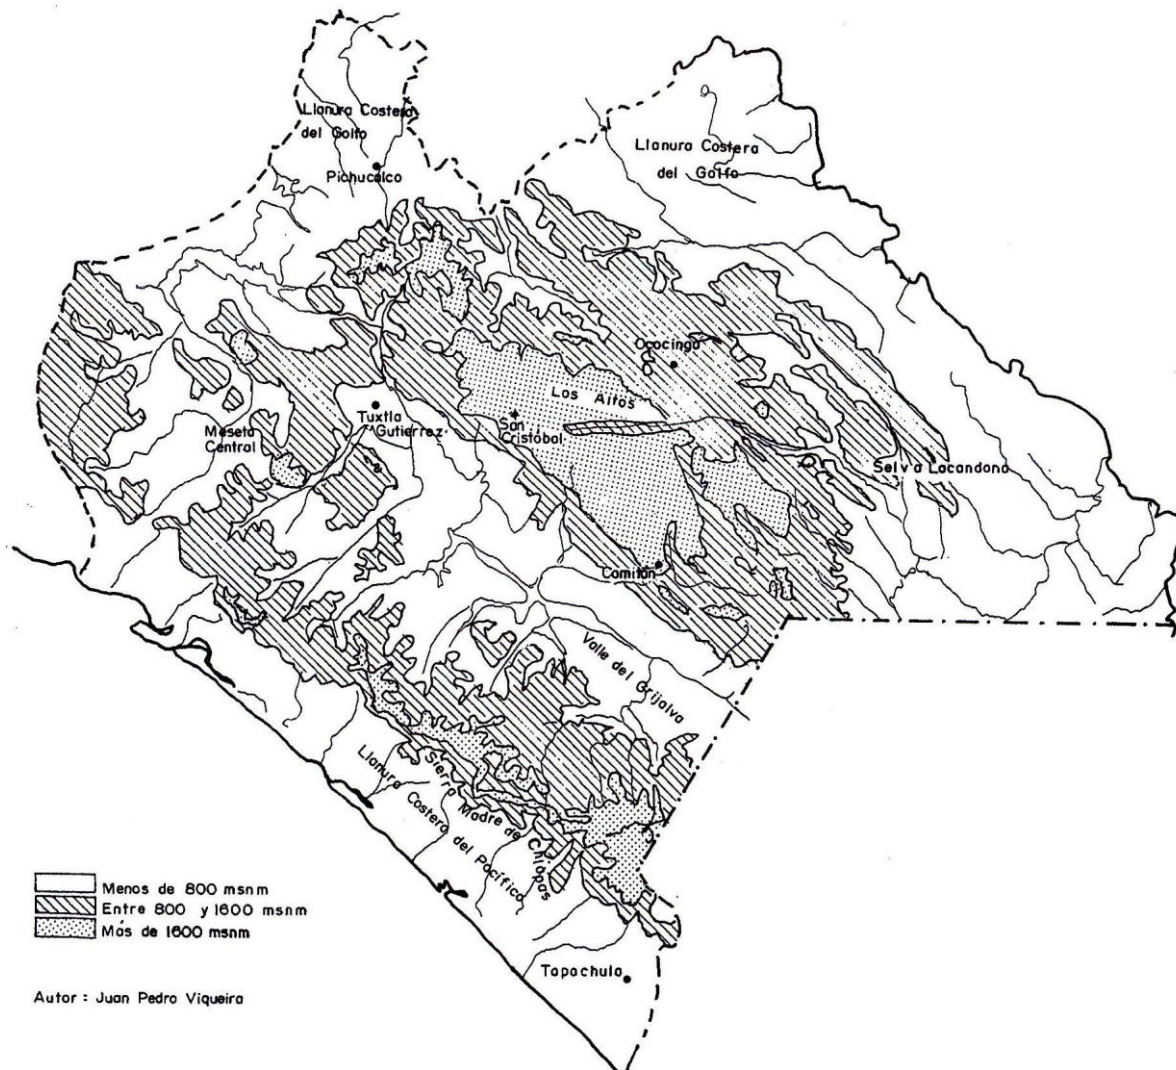 Llanura Costera
del Golfo
Pichucalco
Llanura Costera
del Golfo
Ococingo
Los Altos
San
Cristóbal
Tuxtla
Gutierrez
Meseta
Central
Selva Lacandona
Comitán
Valle del Grijalva
Sierra Madre de Chiapas
Llanura Costera del Pacífico
Tapachula
Menos de 800 msnm
Entre 800 y 1600 msnm
Más de 1600 msnm
Autor : Juan Pedro Viqueira